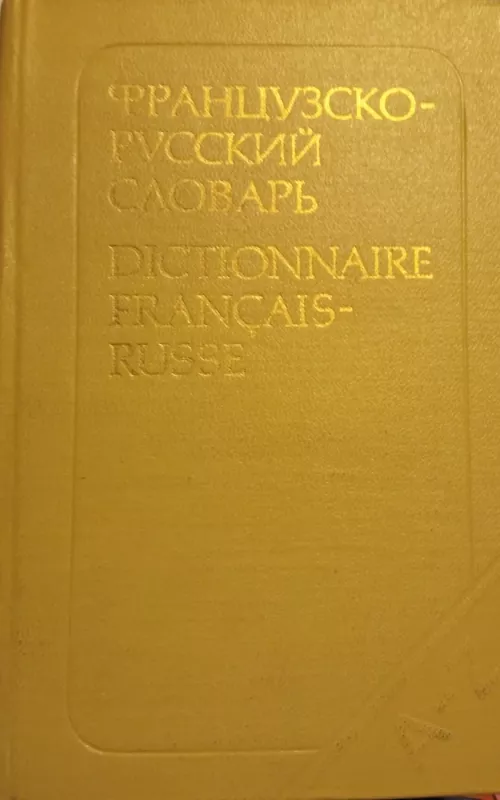 ФРАНЦУЗСКО-
РУССКИЙ
СЛОВАРЬ
DICTIONNAIRE
FRANÇAIS-
RUSSE